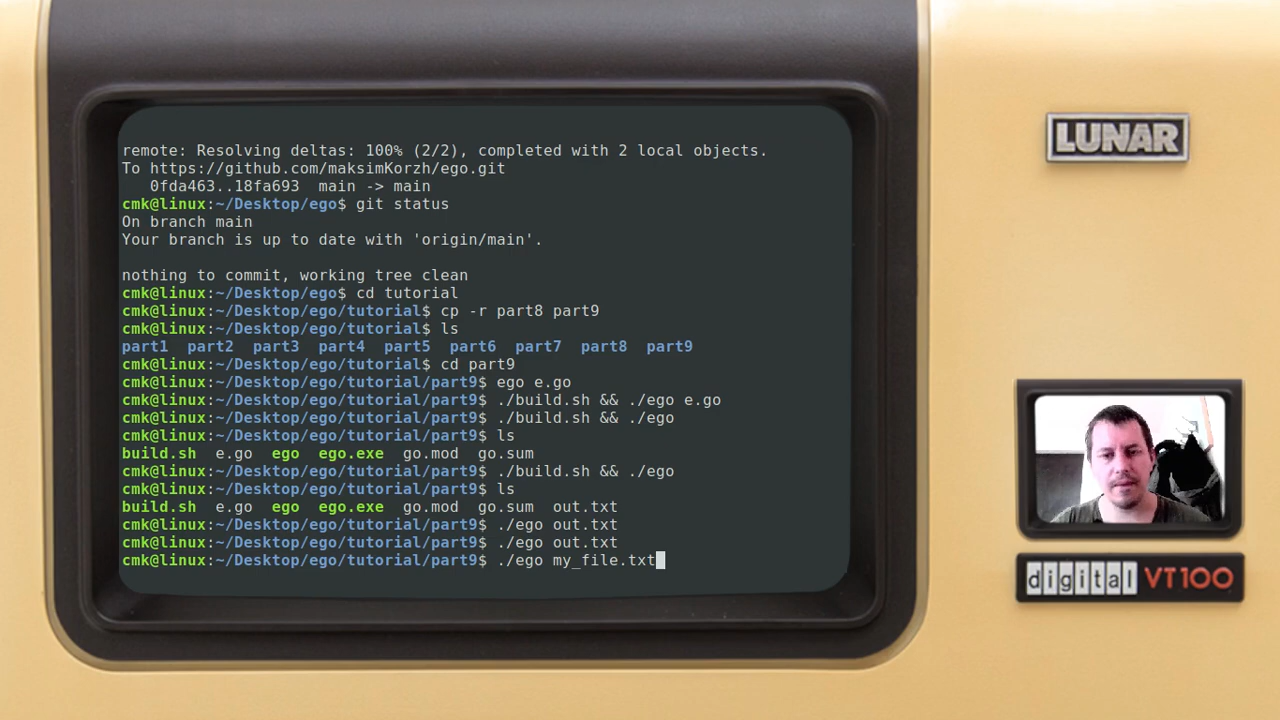 remote: Resolving deltas: 100% (2/2), completed with 2 local objects.
To https://github.com/maksimKorzh/ego.git
   0fda463..18fa693  main -> main
cmk@linux:~/Desktop/ego$ git status
On branch main
Your branch is up to date with 'origin/main'.

nothing to commit, working tree clean
cmk@linux:~/Desktop/ego$ cd tutorial
cmk@linux:~/Desktop/ego/tutorial$ cp -r part8 part9
cmk@linux:~/Desktop/ego/tutorial$ ls
part1  part2  part3  part4  part5  part6  part7  part8  part9
cmk@linux:~/Desktop/ego/tutorial$ cd part9
cmk@linux:~/Desktop/ego/tutorial/part9$ ego e.go
cmk@linux:~/Desktop/ego/tutorial/part9$ ./build.sh && ./ego e.go
cmk@linux:~/Desktop/ego/tutorial/part9$ ./build.sh && ./ego
cmk@linux:~/Desktop/ego/tutorial/part9$ ls
build.sh  e.go  ego  ego.exe  go.mod  go.sum
cmk@linux:~/Desktop/ego/tutorial/part9$ ./build.sh && ./ego
cmk@linux:~/Desktop/ego/tutorial/part9$ ls
build.sh  e.go  ego  ego.exe  go.mod  go.sum  out.txt
cmk@linux:~/Desktop/ego/tutorial/part9$ ./ego out.txt
cmk@linux:~/Desktop/ego/tutorial/part9$ ./ego out.txt
cmk@linux:~/Desktop/ego/tutorial/part9$ ./ego my_file.txt
LUNAR
digital VT100